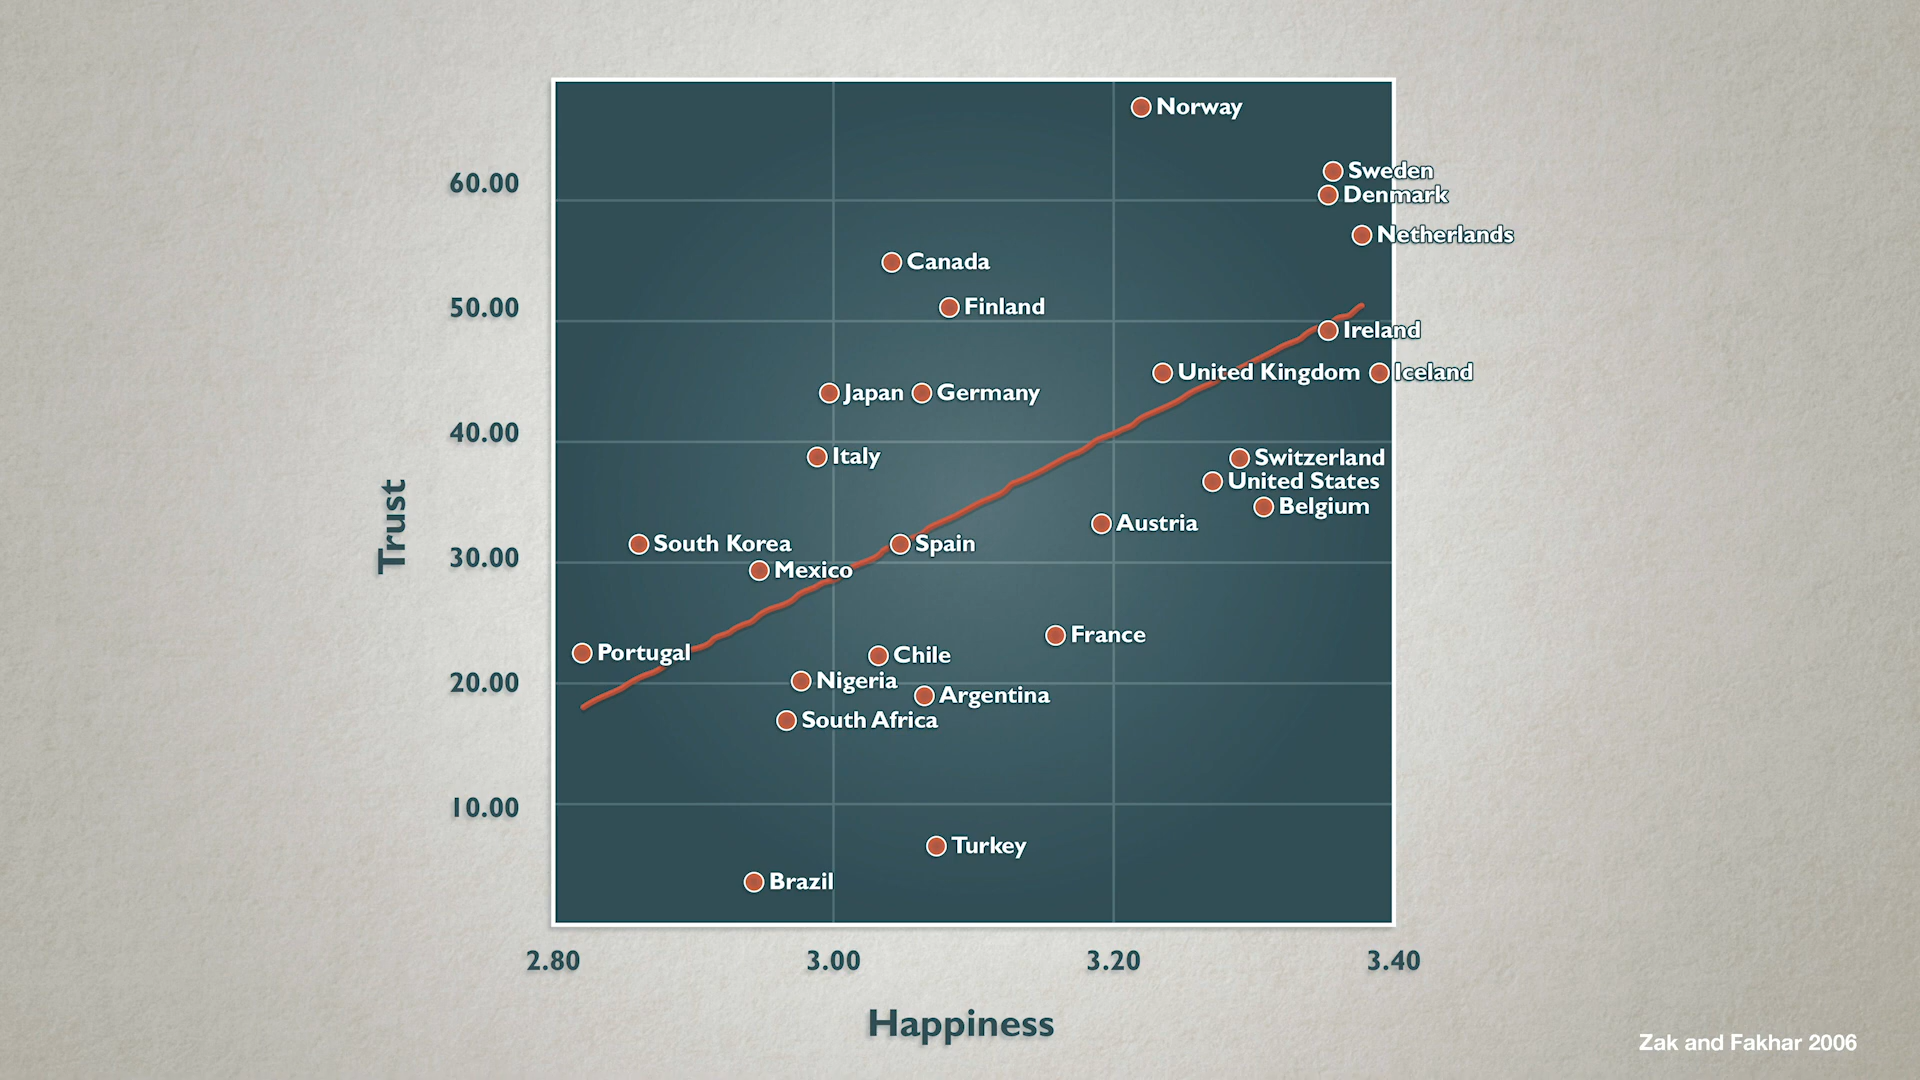 Norway
Sweden
60.00
Denmark
Netherlands
Canada
50.00
Finland
Ireland
United Kingdom
Iceland
Japan
Germany
40.00
Italy
Switzerland
United States
Belgium
Trust
Austria
South Korea
Spain
30.00
Mexico
France
Portugal
Chile
20.00
Nigeria
Argentina
South Africa
10.00
Turkey
Brazil
2.80 3.00 3.20 3.40
Happiness
Zak and Fakhar 2006